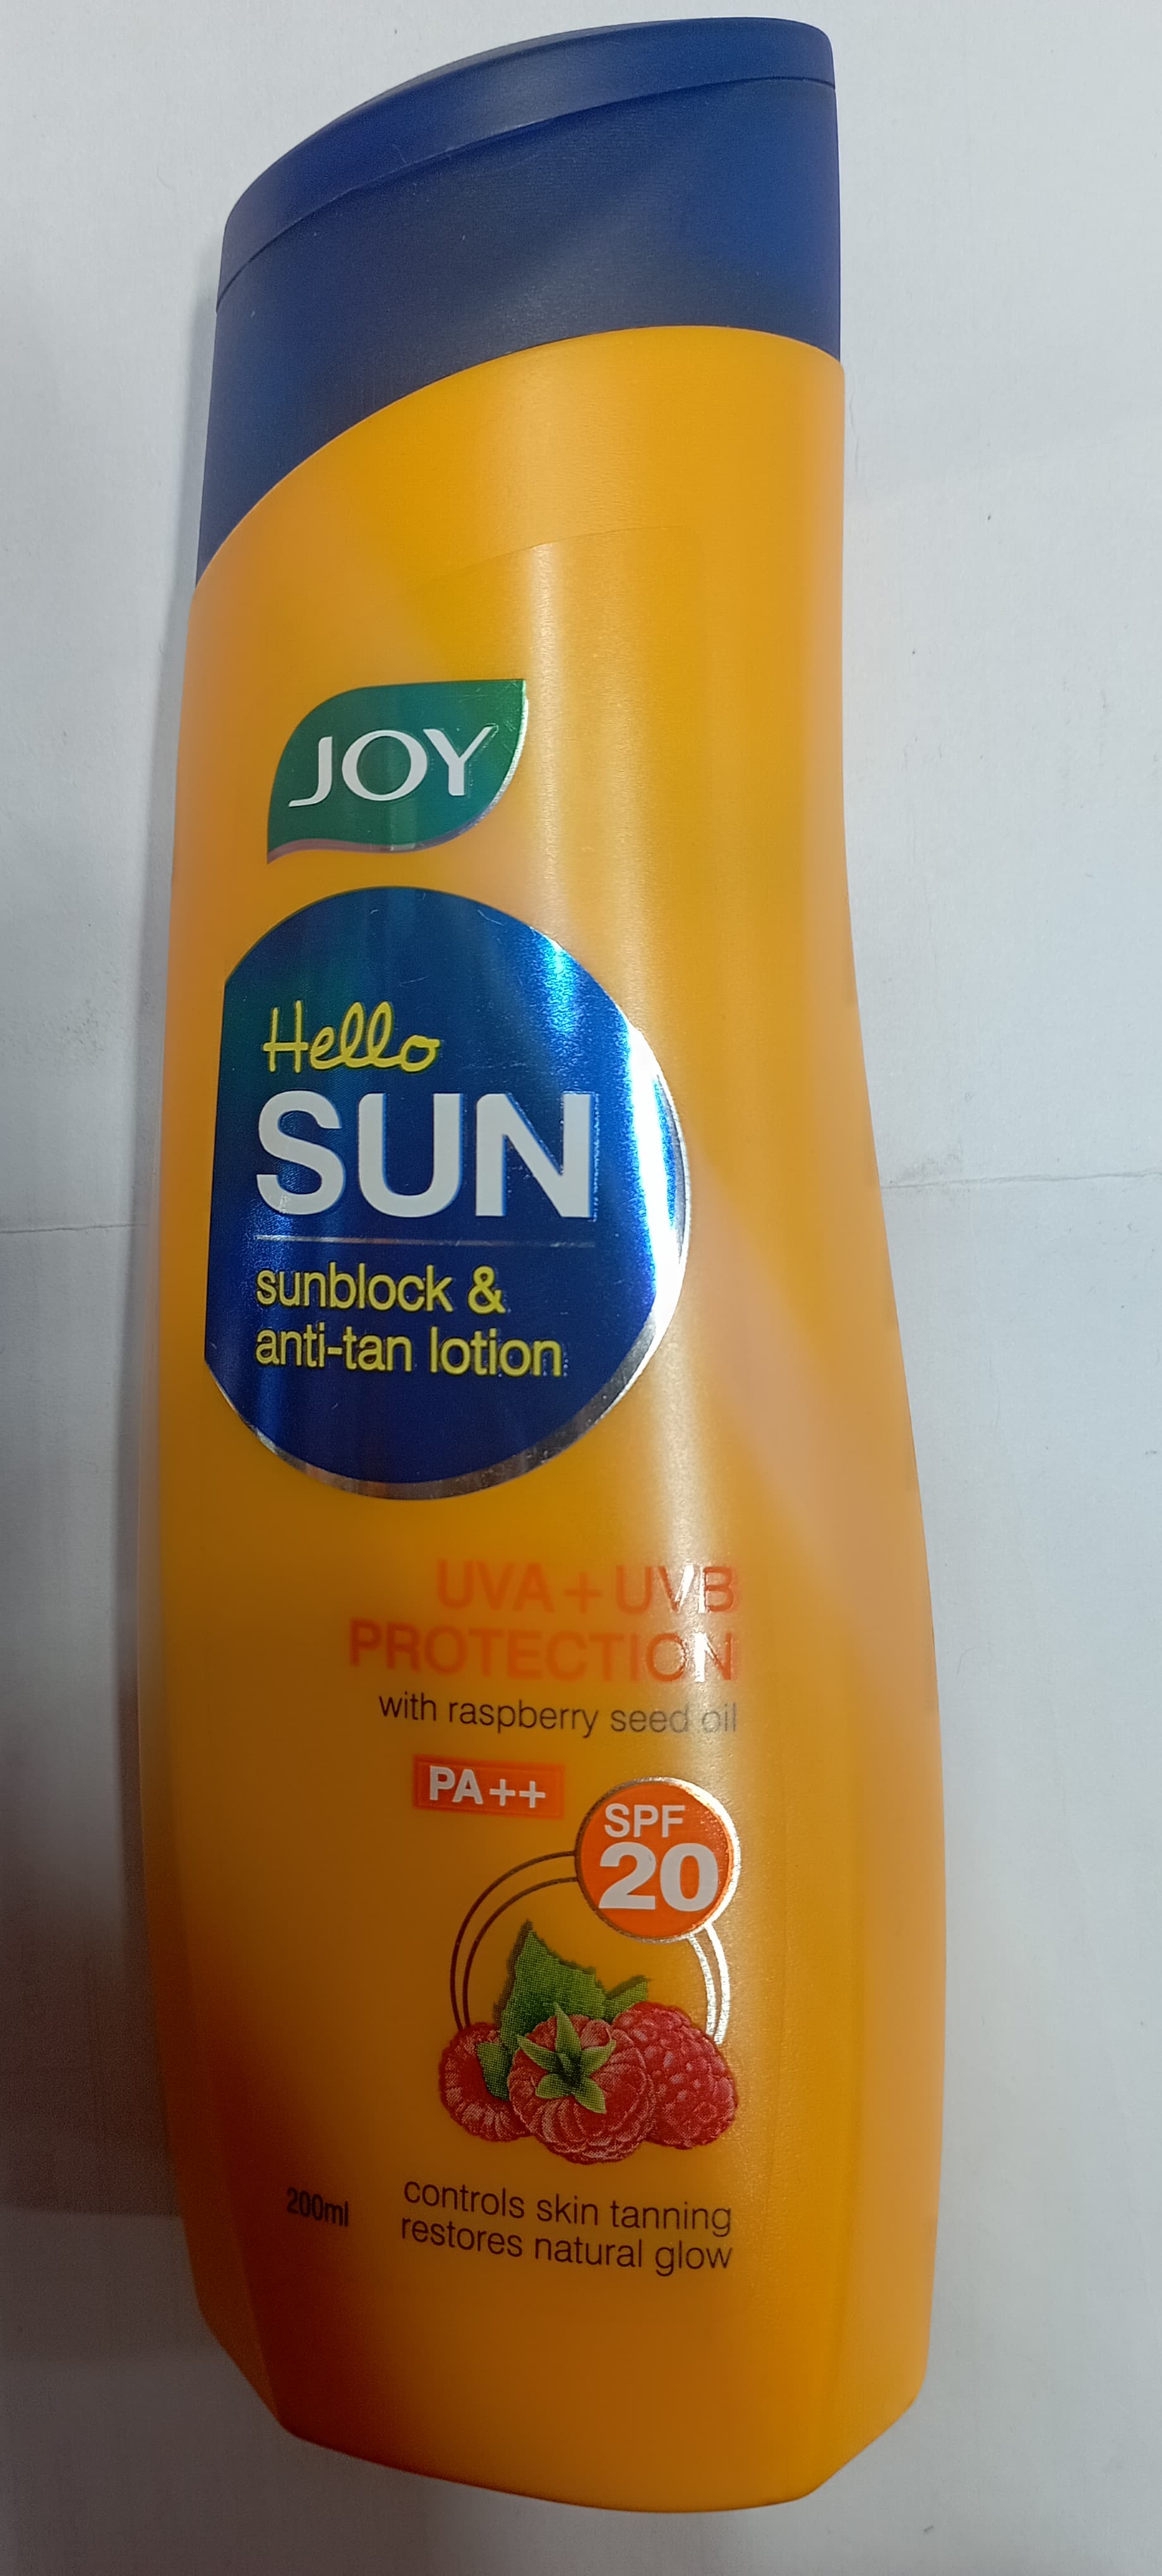 JOY
Hello
SUN
sunblock &
anti-tan lotion
UVA + UVB
PROTECTION
with raspberry seed oil
PA++
SPF
20
200ml
controls skin tanning
restores natural glow